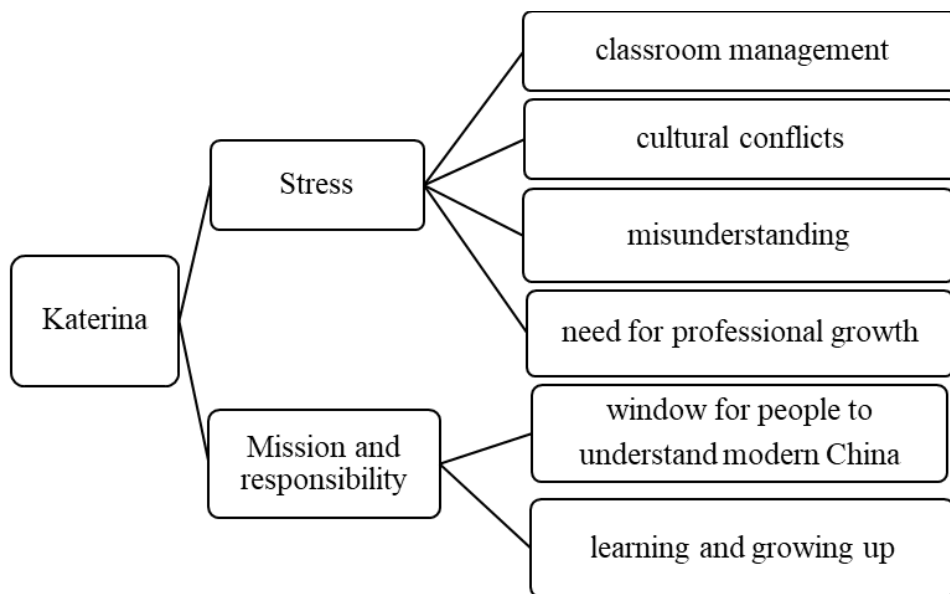 Katerina
Stress
classroom management
cultural conflicts
misunderstanding
need for professional growth
Mission and
responsibility
window for people to
understand modern China
learning and growing up